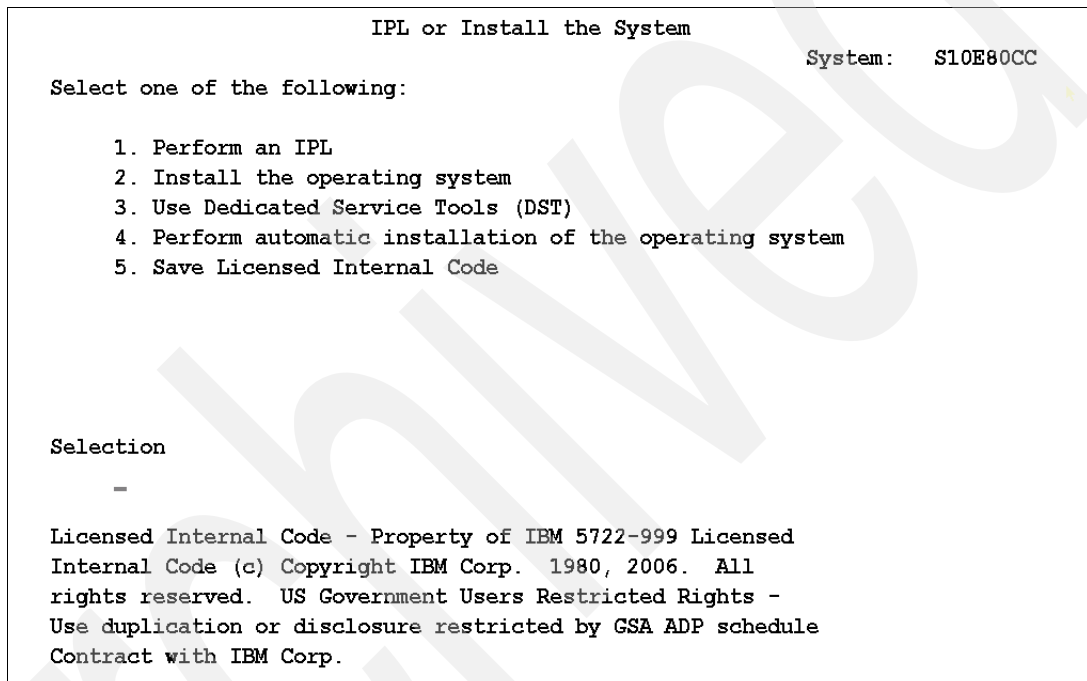 IPL or Install the System
System: S10E80CC
Select one of the following:
1. Perform an IPL
2. Install the operating system
3. Use Dedicated Service Tools (DST)
4. Perform automatic installation of the operating system
5. Save Licensed Internal Code
Selection
Licensed Internal Code - Property of IBM 5722-999 Licensed
Internal Code (c) Copyright IBM Corp. 1980, 2006. All
rights reserved. US Government Users Restricted Rights -
Use duplication or disclosure restricted by GSA ADP schedule
Contract with IBM Corp.